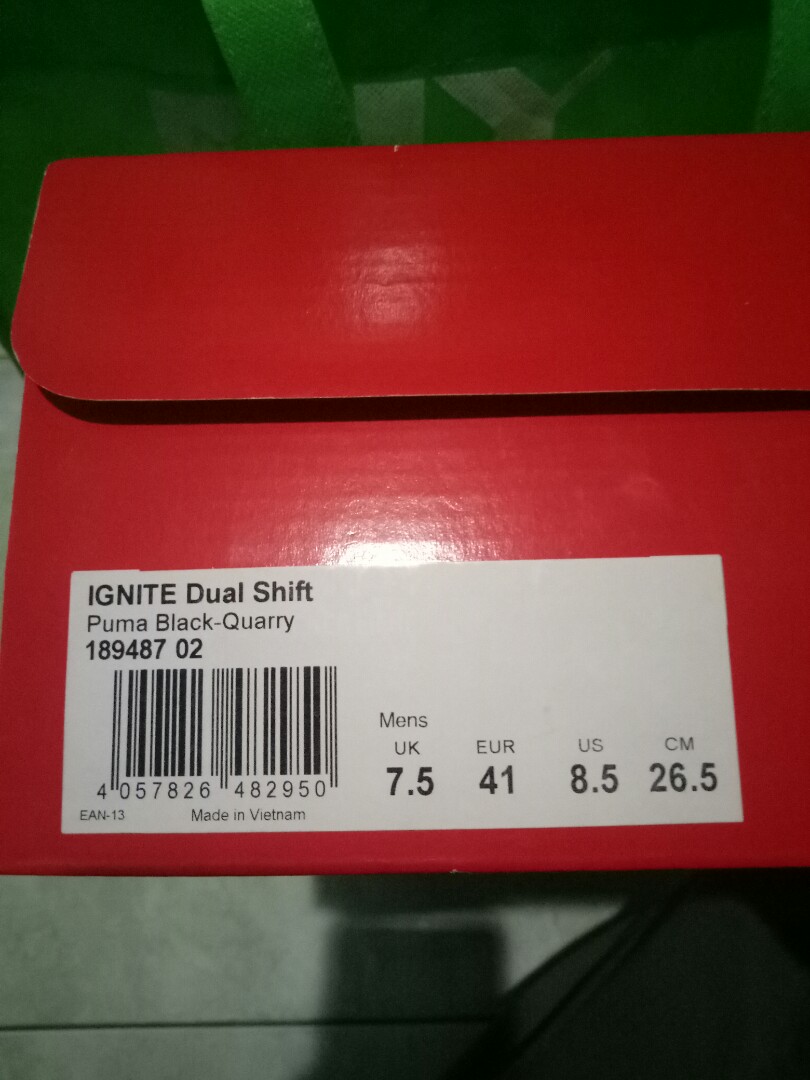 IGNITE Dual Shift
Puma Black-Quarry
189487 02
Mens
UK EUR US CM
7.5 41 8.5 26.5
4 057826 482950
EAN-13 Made in Vietnam